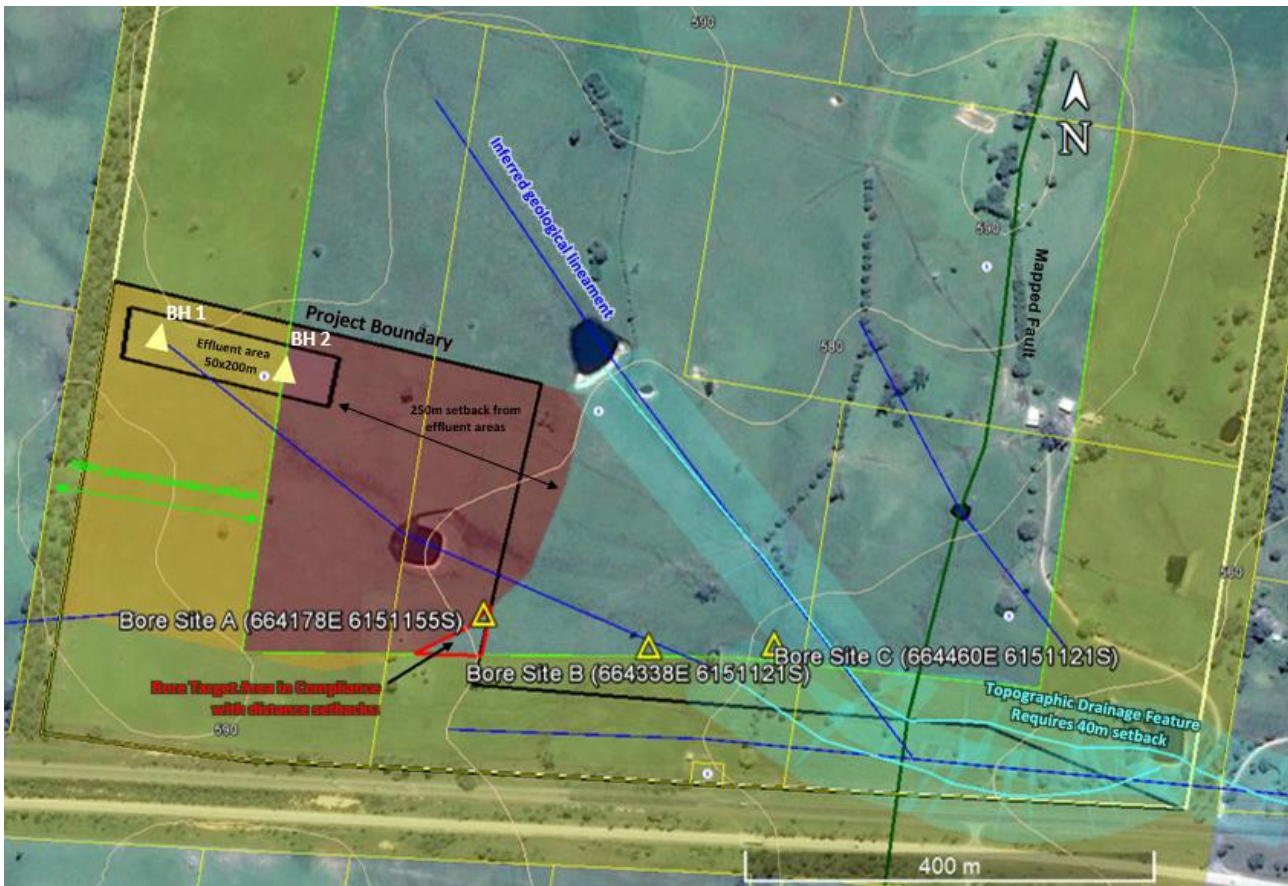 590
N
Inferred geological lineament
590
Mapped Fault
BH 1
BH 2
Project Boundary
Effluent area
50x200m
580
250m setback from
effluent areas
560
Bore Site A (664178E 6151155S)
Bore Site B (664338E 6151121S)
Bore Site C (664460E 6151121S)
Bore Target Area in Compliance
with distance setbacks.
Topographic Drainage Feature
Requires 40m setback
590
400 m